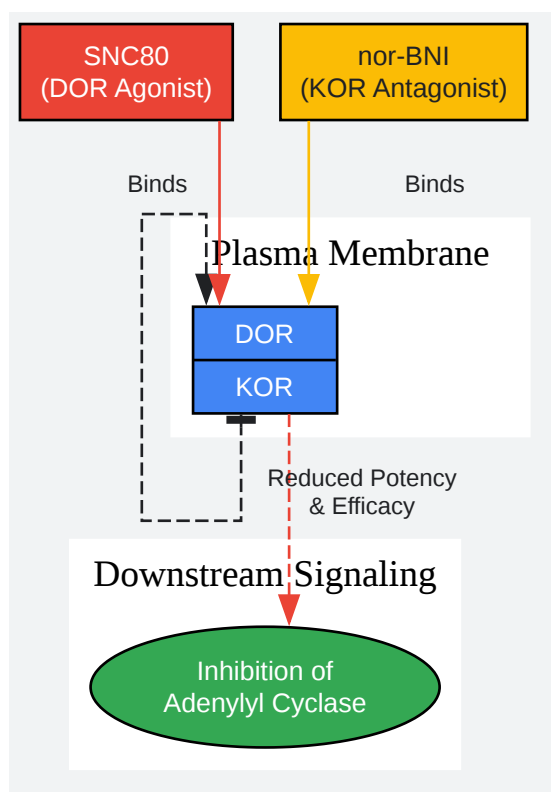 SNC80
(DOR Agonist)
nor-BNI
(KOR Antagonist)
Binds
Binds
Plasma Membrane
DOR
KOR
Reduced Potency
& Efficacy
Downstream Signaling
Inhibition of
Adenylyl Cyclase